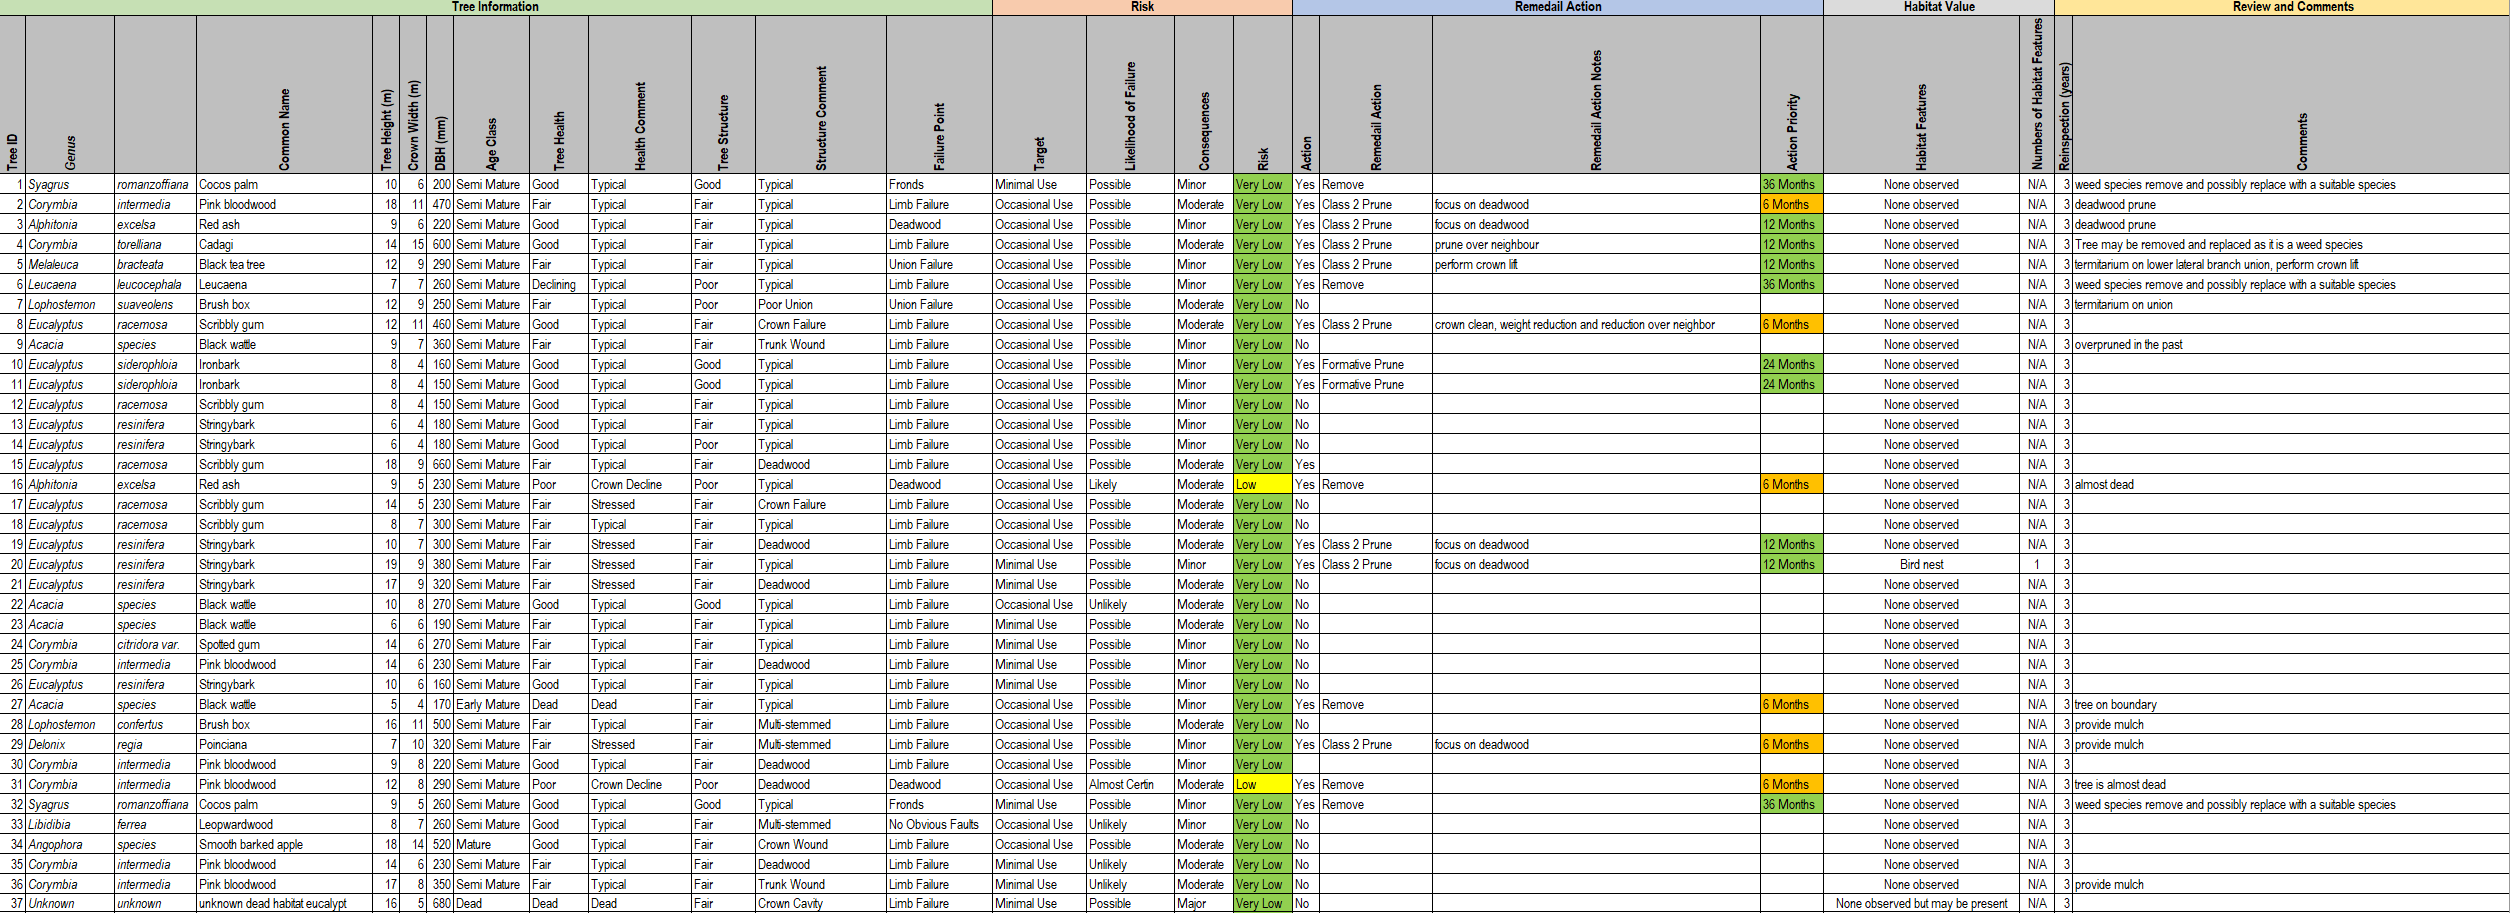 Tree Information Risk Remedail Action Habitat Value Review and Comments
Tree ID Genus Common Name Tree Height (m) Crown Width (m) DBH (mm) Age Class Tree Health Health Comment Tree Structure Structure Comment Failure Point Target Likelihood of Failure Consequences Risk Action Remedail Action Remedail Action Notes Action Priority Habitat Features Numbers of Habitat Features Reinspection (years) Comments
1 Syagrus romanzoffiana Cocos palm 10 6 200 Semi Mature Good Typical Good Typical Fronds Minimal Use Possible Minor Very Low Yes Remove 36 Months None observed N/A 3 weed species remove and possibly replace with a suitable species
2 Corymbia intermedia Pink bloodwood 18 11 470 Semi Mature Fair Typical Fair Typical Limb Failure Occasional Use Possible Moderate Very Low Yes Class 2 Prune focus on deadwood 6 Months None observed N/A 3 deadwood prune
3 Alphitonia excelsa Red ash 9 6 220 Semi Mature Good Typical Fair Typical Deadwood Occasional Use Possible Minor Very Low Yes Class 2 Prune focus on deadwood 12 Months None observed N/A 3 deadwood prune
4 Corymbia torelliana Cadagi 14 15 600 Semi Mature Good Typical Fair Typical Limb Failure Occasional Use Possible Moderate Very Low Yes Class 2 Prune prune over neighbour 12 Months None observed N/A 3 Tree may be removed and replaced as it is a weed species
5 Melaleuca bracteata Black tea tree 12 9 290 Semi Mature Fair Typical Fair Typical Union Failure Occasional Use Possible Minor Very Low Yes Class 2 Prune perform crown lift 12 Months None observed N/A 3 termitarium on lower lateral branch union, perform crown lift
6 Leucaena leucocephala Leucaena 7 7 260 Semi Mature Declining Typical Poor Typical Limb Failure Occasional Use Possible Minor Very Low Yes Remove 36 Months None observed N/A 3 weed species remove and possibly replace with a suitable species
7 Lophostemon suaveolens Brush box 12 9 250 Semi Mature Fair Typical Poor Poor Union Union Failure Occasional Use Possible Moderate Very Low No None observed N/A 3 termitarium on union
8 Eucalyptus racemosa Scribbly gum 12 11 460 Semi Mature Good Typical Fair Crown Failure Limb Failure Occasional Use Possible Moderate Very Low Yes Class 2 Prune crown clean, weight reduction and reduction over neighbor 6 Months None observed N/A 3
9 Acacia species Black wattle 9 7 360 Semi Mature Fair Typical Fair Trunk Wound Limb Failure Occasional Use Possible Minor Very Low No None observed N/A 3 overpruned in the past
10 Eucalyptus siderophloia Ironbark 8 4 160 Semi Mature Good Typical Good Typical Limb Failure Occasional Use Possible Minor Very Low Yes Formative Prune 24 Months None observed N/A 3
11 Eucalyptus siderophloia Ironbark 8 4 150 Semi Mature Good Typical Good Typical Limb Failure Occasional Use Possible Minor Very Low Yes Formative Prune 24 Months None observed N/A 3
12 Eucalyptus racemosa Scribbly gum 8 4 150 Semi Mature Good Typical Fair Typical Limb Failure Occasional Use Possible Minor Very Low No None observed N/A 3
13 Eucalyptus resinifera Stringybark 6 4 180 Semi Mature Good Typical Fair Typical Limb Failure Occasional Use Possible Minor Very Low No None observed N/A 3
14 Eucalyptus resinifera Stringybark 6 4 180 Semi Mature Good Typical Poor Typical Limb Failure Occasional Use Possible Minor Very Low No None observed N/A 3
15 Eucalyptus racemosa Scribbly gum 18 9 660 Semi Mature Fair Typical Fair Deadwood Limb Failure Occasional Use Possible Moderate Very Low Yes None observed N/A 3
16 Alphitonia excelsa Red ash 9 5 230 Semi Mature Poor Crown Decline Poor Typical Deadwood Occasional Use Likely Moderate Low Yes Remove 6 Months None observed N/A 3 almost dead
17 Eucalyptus racemosa Scribbly gum 14 5 230 Semi Mature Fair Stressed Fair Crown Failure Limb Failure Occasional Use Possible Moderate Very Low No None observed N/A 3
18 Eucalyptus racemosa Scribbly gum 8 7 300 Semi Mature Fair Typical Fair Typical Limb Failure Occasional Use Possible Moderate Very Low No None observed N/A 3
19 Eucalyptus resinifera Stringybark 10 7 300 Semi Mature Fair Stressed Fair Deadwood Limb Failure Occasional Use Possible Moderate Very Low Yes Class 2 Prune focus on deadwood 12 Months None observed N/A 3
20 Eucalyptus resinifera Stringybark 19 9 380 Semi Mature Fair Stressed Fair Typical Limb Failure Minimal Use Possible Moderate Very Low Yes Class 2 Prune focus on deadwood 12 Months Bird nest 1 3
21 Eucalyptus resinifera Stringybark 17 9 320 Semi Mature Fair Stressed Fair Deadwood Limb Failure Minimal Use Possible Moderate Very Low No None observed N/A 3
22 Acacia species Black wattle 10 8 270 Semi Mature Good Typical Good Typical Limb Failure Occasional Use Unlikely Moderate Very Low No None observed N/A 3
23 Acacia species Black wattle 6 6 190 Semi Mature Fair Typical Fair Typical Limb Failure Minimal Use Possible Moderate Very Low No None observed N/A 3
24 Corymbia citridora var. Spotted gum 14 6 270 Semi Mature Fair Typical Fair Typical Limb Failure Minimal Use Possible Minor Very Low No None observed N/A 3
25 Corymbia intermedia Pink bloodwood 14 6 230 Semi Mature Fair Typical Fair Deadwood Limb Failure Minimal Use Possible Minor Very Low No None observed N/A 3
26 Eucalyptus resinifera Stringybark 10 6 160 Semi Mature Good Typical Fair Typical Limb Failure Minimal Use Possible Minor Very Low No None observed N/A 3
27 Acacia species Black wattle 5 4 170 Early Mature Dead Dead Fair Typical Limb Failure Occasional Use Possible Minor Very Low Yes Remove 6 Months None observed N/A 3 tree on boundary
28 Lophostemon confertus Brush box 16 11 500 Semi Mature Fair Typical Fair Multi-stemmed Limb Failure Occasional Use Possible Moderate Very Low No None observed N/A 3 provide mulch
29 Delonix regia Poinciana 7 10 320 Semi Mature Fair Stressed Fair Multi-stemmed Limb Failure Occasional Use Possible Minor Very Low Yes Class 2 Prune focus on deadwood 6 Months None observed N/A 3 provide mulch
30 Corymbia intermedia Pink bloodwood 9 8 220 Semi Mature Good Typical Fair Deadwood Limb Failure Occasional Use Possible Minor Very Low None observed N/A 3
31 Corymbia intermedia Pink bloodwood 12 8 290 Semi Mature Poor Crown Decline Poor Deadwood Deadwood Occasional Use Almost Certin Moderate Low Yes Remove 6 Months None observed N/A 3 tree is almost dead
32 Syagrus romanzoffiana Cocos palm 9 5 260 Semi Mature Good Typical Good Typical Fronds Minimal Use Possible Minor Very Low Yes Remove 36 Months None observed N/A 3 weed species remove and possibly replace with a suitable species
33 Libidibia ferrea Leopwardwood 8 7 260 Semi Mature Good Typical Fair Multi-stemmed No Obvious Faults Occasional Use Unlikely Minor Very Low No None observed N/A 3
34 Angophora species Smooth barked apple 18 14 520 Mature Good Typical Fair Crown Wound Limb Failure Occasional Use Possible Moderate Very Low No None observed N/A 3
35 Corymbia intermedia Pink bloodwood 14 6 230 Semi Mature Fair Typical Fair Deadwood Limb Failure Minimal Use Unlikely Moderate Very Low No None observed N/A 3
36 Corymbia intermedia Pink bloodwood 17 8 350 Semi Mature Fair Typical Fair Trunk Wound Limb Failure Minimal Use Unlikely Moderate Very Low No None observed N/A 3 provide mulch
37 Unknown unknown unknown dead habitat eucalypt 16 5 680 Dead Dead Dead Fair Crown Cavity Limb Failure Minimal Use Possible Major Very Low No None observed but may be present N/A 3